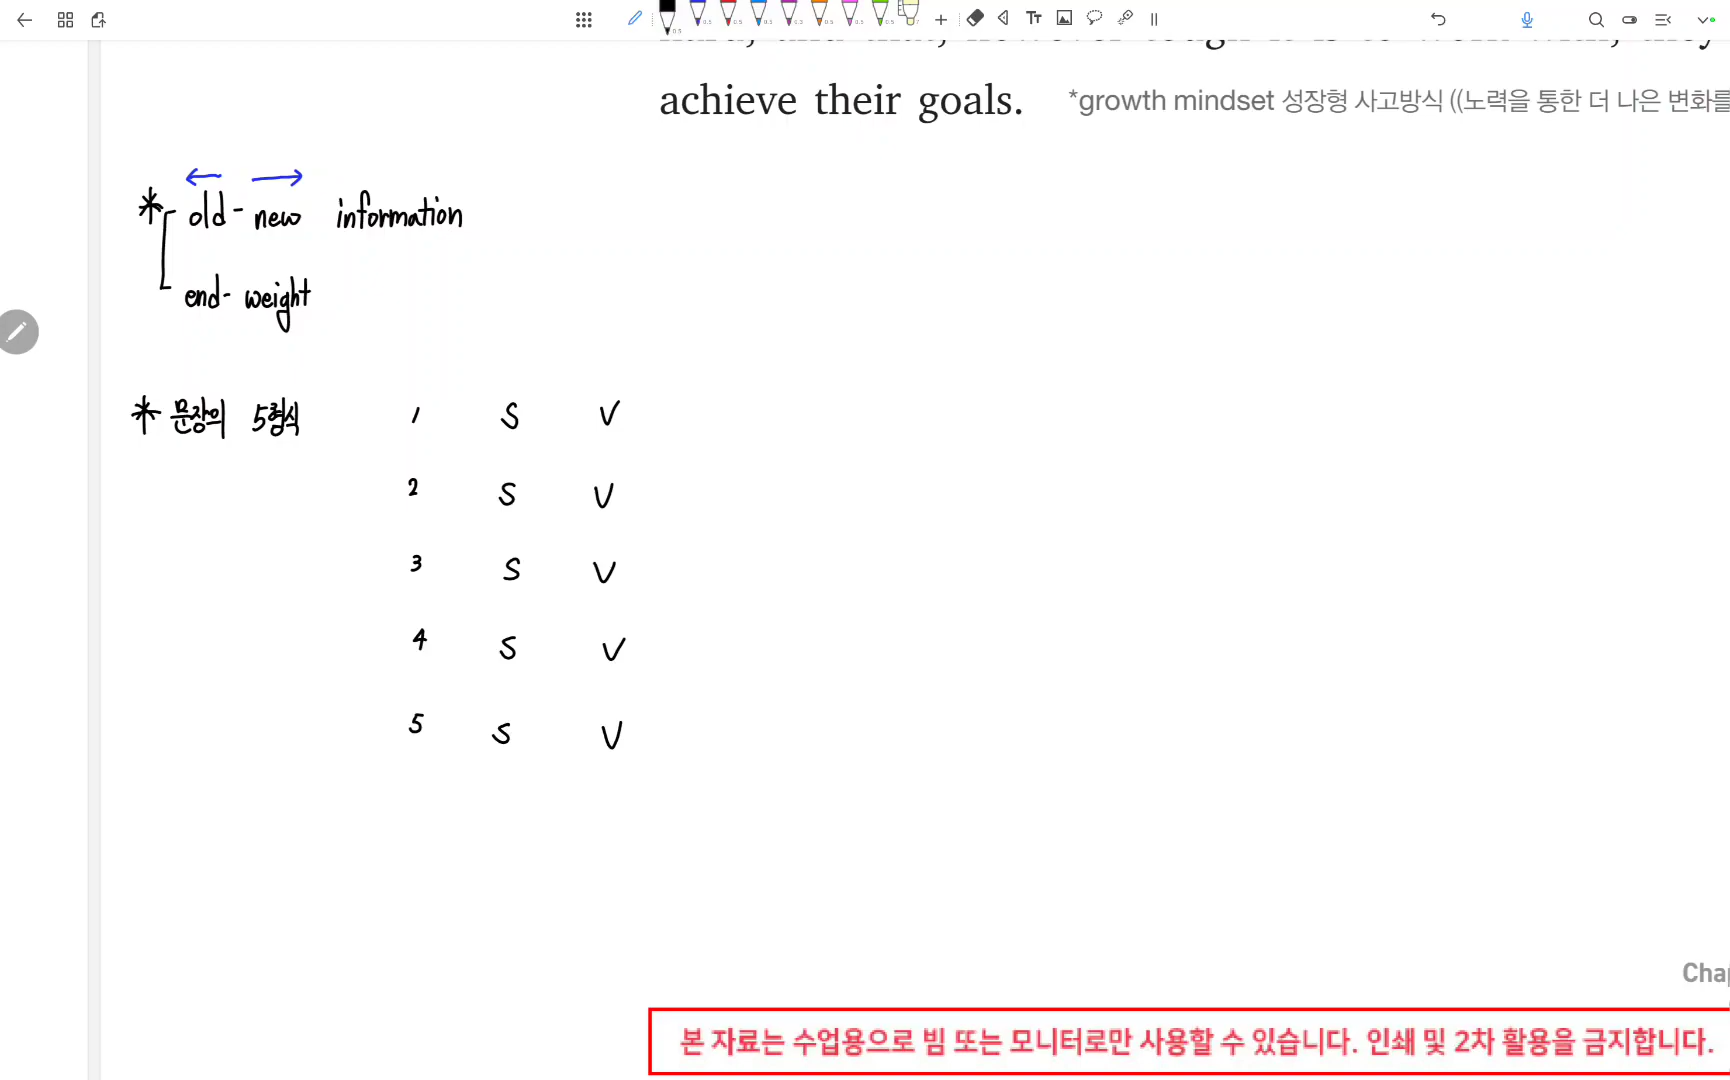 achieve their goals. *growth mindset 성장형 사고방식 ((노력을 통한 더 나은 변화를
* old - new information
end - weight
* 문장의 5형식 1 S V
2 S V
3 S V
4 S V
5 S V
Cha
본 자료는 수업용으로 빔 또는 모니터로만 사용할 수 있습니다. 인쇄 및 2차 활용을 금지합니다.